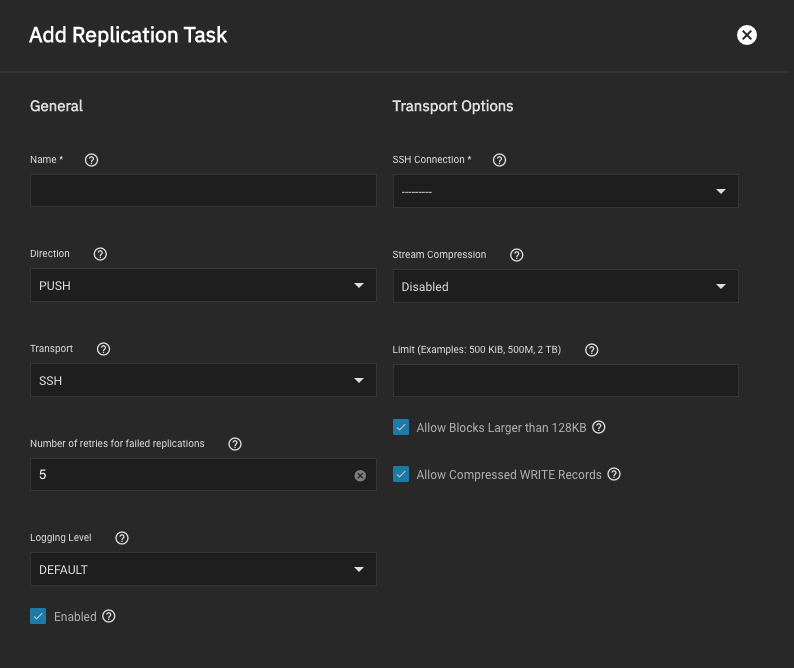 Add Replication Task
General
Name *
Direction
PUSH
Transport
SSH
Number of retries for failed replications
5
Logging Level
DEFAULT
Enabled
Transport Options
SSH Connection *
---------
Stream Compression
Disabled
Limit (Examples: 500 KiB, 500M, 2 TB)
Allow Blocks Larger than 128KB
Allow Compressed WRITE Records